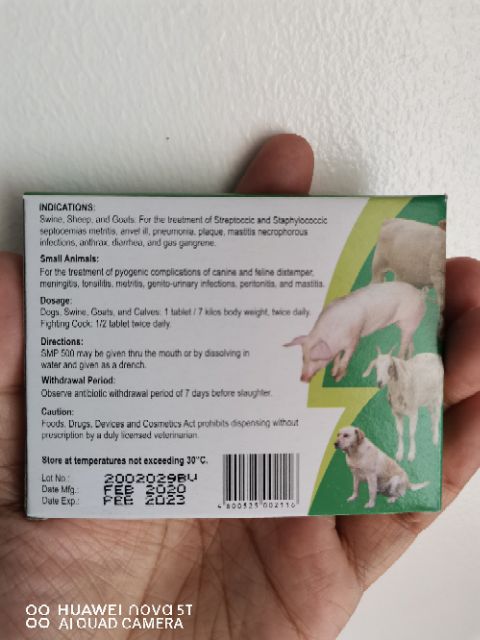 INDICATIONS:
Swine, Sheep, and Goats: For the treatment of Streptoccic and Staphylococcic
septocemias metritis, anvel ill, pneumonia, plaque, mastitis necrophorous
infections, anthrax, diarrhea, and gas gangrene.
Small Animals:
For the treatment of pyogenic complications of canine and feline distemper,
meningitis, tonsilitis, metritis, genito-urinary infections, peritonitis, and mastitis.
Dosage:
Dogs, Swine, Goats, and Calves: 1 tablet / 7 kilos body weight, twice daily.
Fighting Cock: 1/2 tablet twice daily.
Directions:
SMP 500 may be given thru the mouth or by dissolving in
water and given as a drench.
Withdrawal Period:
Observe antibiotic withdrawal period of 7 days before slaughter.
Caution:
Foods, Drugs, Devices and Cosmetics Act prohibits dispensing without
prescription by a duly licensed veterinarian.
Store at temperatures not exceeding 30°C.
Lot No.: 2002029BV
Date Mfg.: FEB 2020
Date Exp.: FEB 2023
4 800525 002116
HUAWEI nova 5T
AI QUAD CAMERA